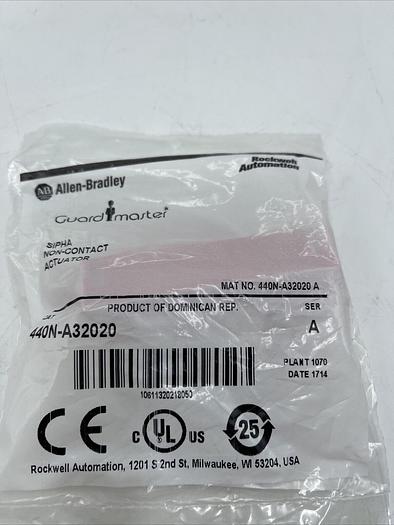 Rockwell
Automation
AB Allen-Bradley
Guardmaster
SIPHA
NON-CONTACT
ACTUATOR
MAT NO. 440N-A32020 A
CAT
PRODUCT OF DOMINICAN REP.
SER
440N-A32020
A
PLANT 1070
DATE 1714
10611320218050
CE
C UL US
25
Rockwell Automation, 1201 S 2nd St, Milwaukee, WI 53204, USA